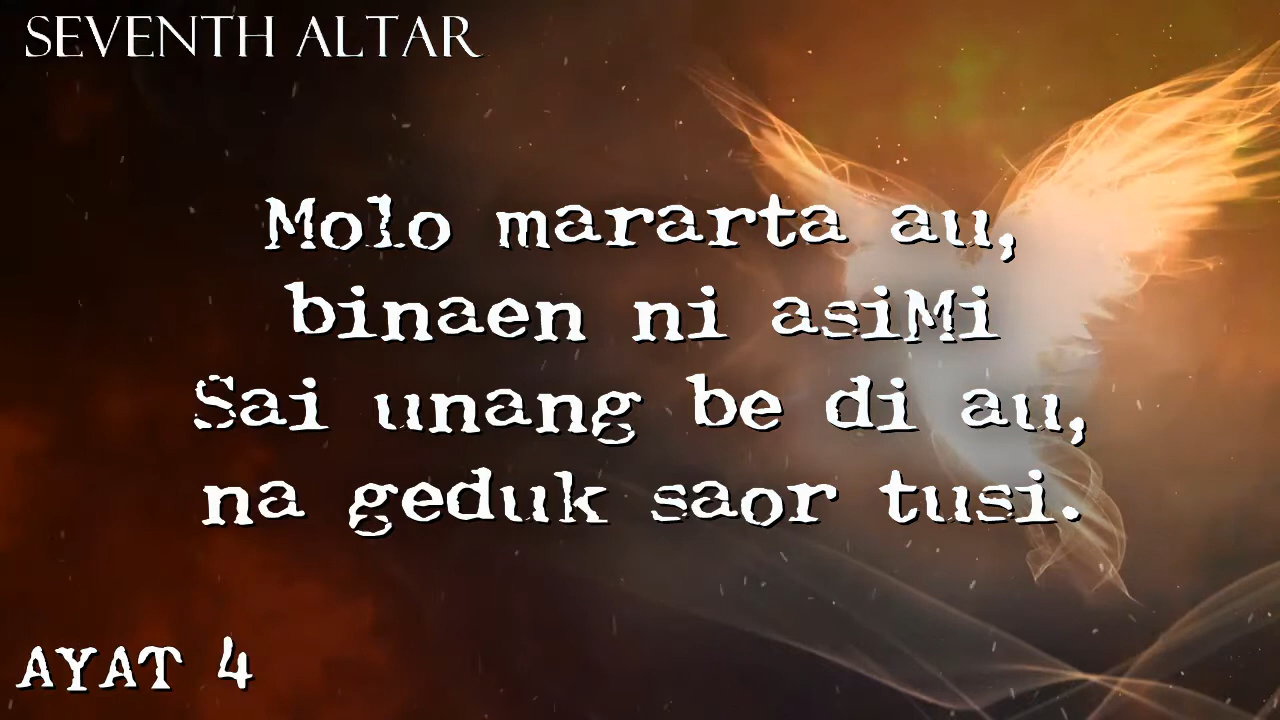 SEVENTH ALTAR
Molo mararta au,
binaen ni asiMi
Sai unang be di au,
na geduk saor tusi.
AYAT 4